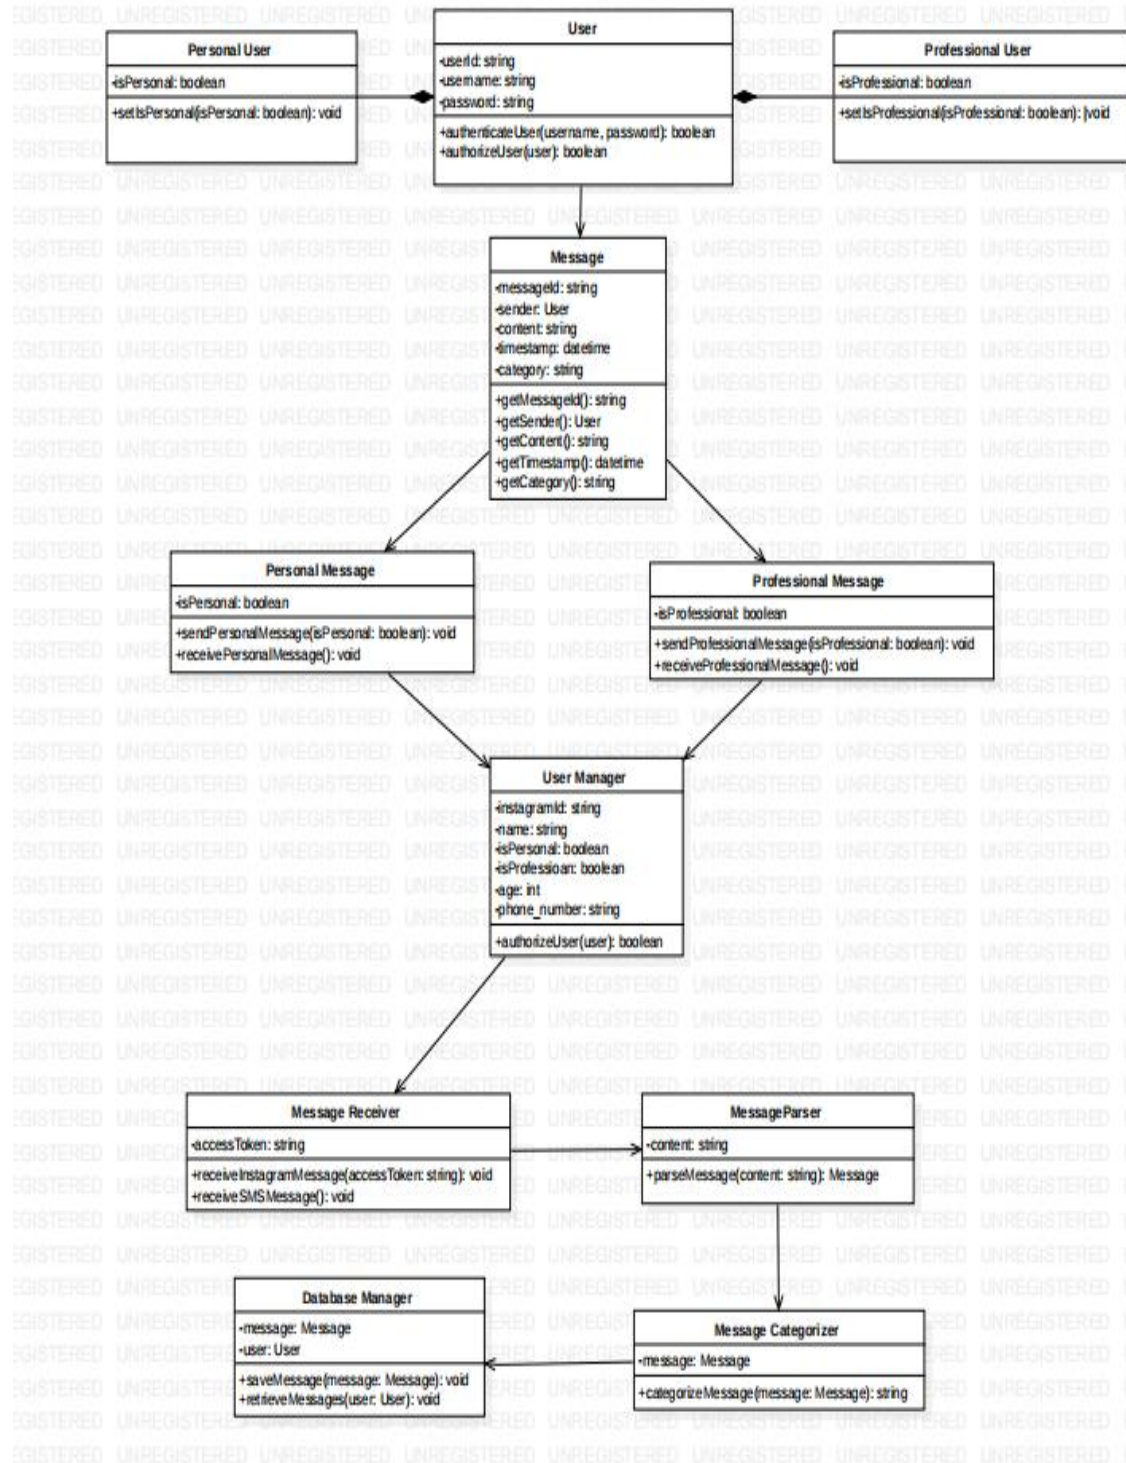 User
-userId: string
-username: string
-password: string
+authenticateUser(username, password): boolean
+authorizeUser(user): boolean
Personal User
-isPersonal: boolean
+setIsPersonal(isPersonal: boolean): void
Professional User
-isProfessional: boolean
+setIsProfessional(isProfessional: boolean): |void
Message
-messageId: string
-sender: User
-content: string
-timestamp: datetime
-category: string
+getMessageId(): string
+getSender(): User
+getContent(): string
+getTimestamp(): datetime
+getCategory(): string
Personal Message
-isPersonal: boolean
+sendPersonalMessage(isPersonal: boolean): void
+receivePersonalMessage(): void
Professional Message
-isProfessional: boolean
+sendProfessionalMessage(isProfessional: boolean): void
+receiveProfessionalMessage(): void
User Manager
-instagramId: string
-name: string
-isPersonal: boolean
-isProfessioan: boolean
-age: int
-phone_number: string
+authorizeUser(user): boolean
Message Receiver
-accessToken: string
+receiveInstagramMessage(accessToken: string): void
+receiveSMSMessage(): void
MessageParser
-content: string
+parseMessage(content: string): Message
Database Manager
-message: Message
-user: User
+saveMessage(message: Message): void
+retrieveMessages(user: User): void
Message Categorizer
-message: Message
+categorizeMessage(message: Message): string
UNREGISTERED